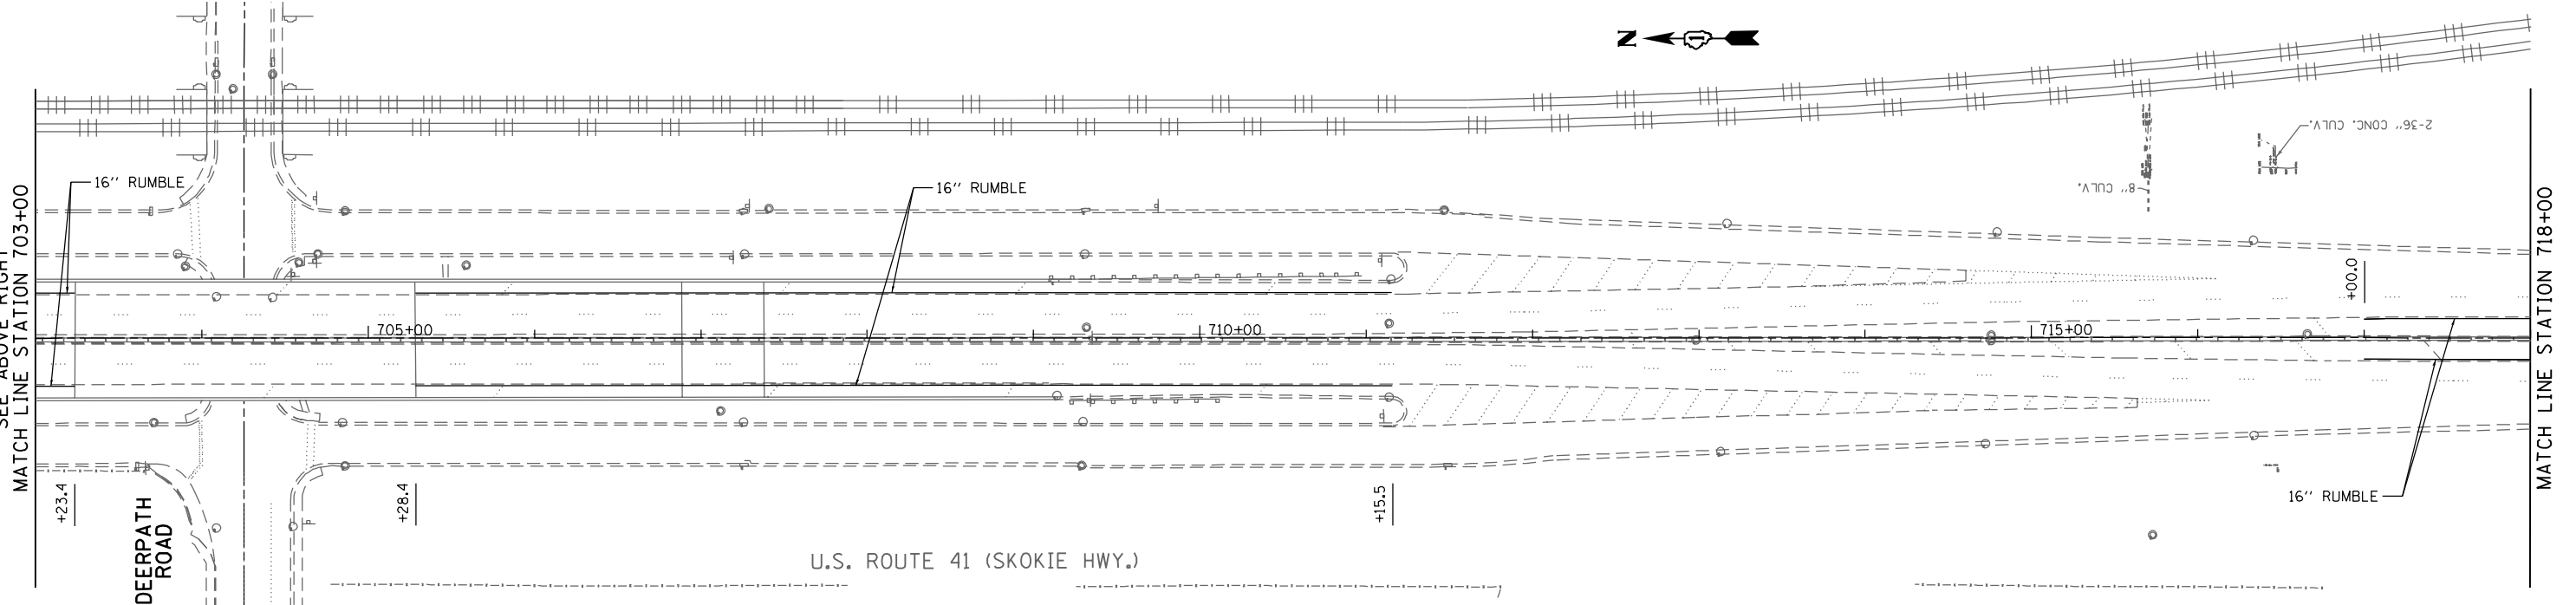 N
SEE ABOVE RIGHT
MATCH LINE STATION 703+00
16" RUMBLE
16" RUMBLE
2-36" CONC. CULV.
8" CULV.
+00.0
705+00
710+00
715+00
MATCH LINE STATION 718+00
+23.4
+28.4
+15.5
16" RUMBLE
DEERPATH
ROAD
U.S. ROUTE 41 (SKOKIE HWY.)